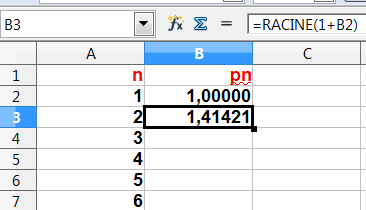 B3 fx Σ = =RACINE(1+B2)
A B C
1 n pn
2 1 1,00000
3 2 1,41421
4 3
5 4
6 5
7 6